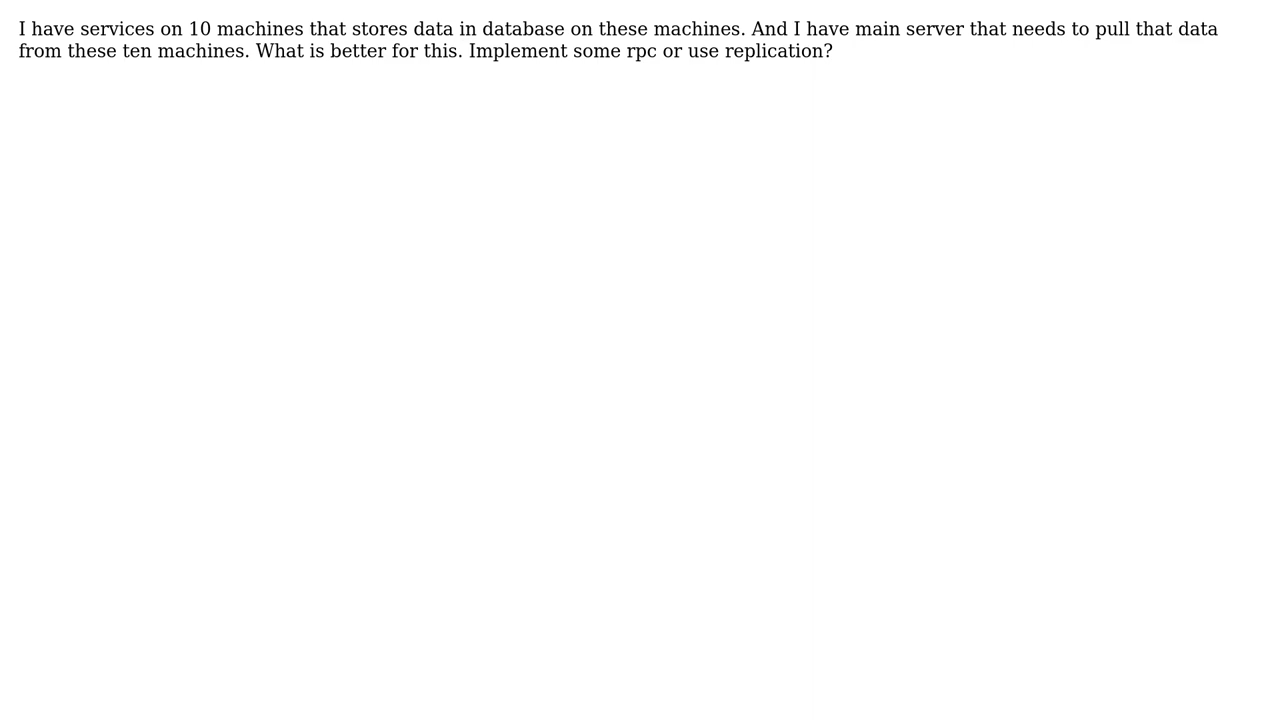 I have services on 10 machines that stores data in database on these machines. And I have main server that needs to pull that data
from these ten machines. What is better for this. Implement some rpc or use replication?